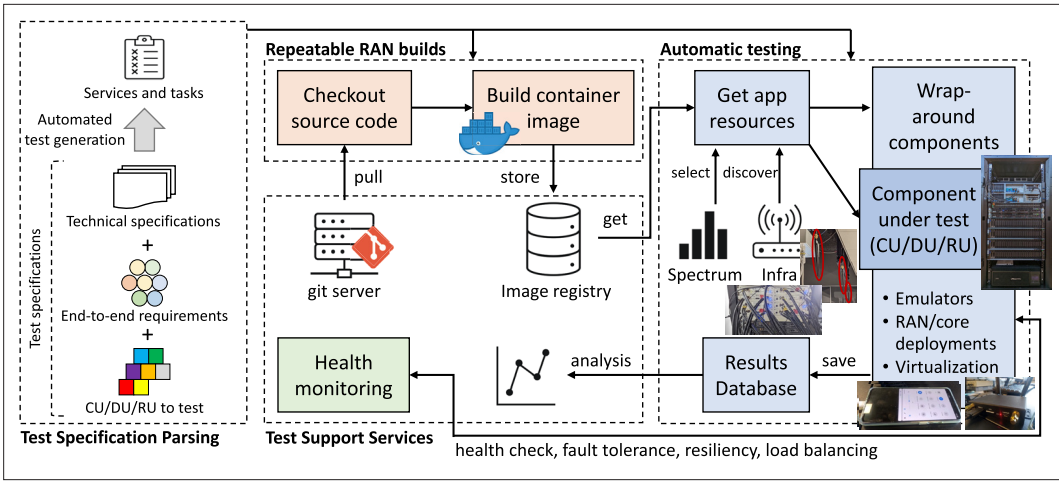 Services and tasks
Automated
test generation
Test specifications
Technical specifications
+
End-to-end requirements
+
CU/DU/RU to test
Test Specification Parsing
Repeatable RAN builds
Checkout
source code
Build container
image
pull
store
git server
Image registry
get
Health
monitoring
analysis
Test Support Services
Automatic testing
Get app
resources
select
discover
Spectrum
Infra
Results
Database
save
Wrap-
around
components
Component
under test
(CU/DU/RU)
• Emulators
• RAN/core
deployments
• Virtualization
health check, fault tolerance, resiliency, load balancing